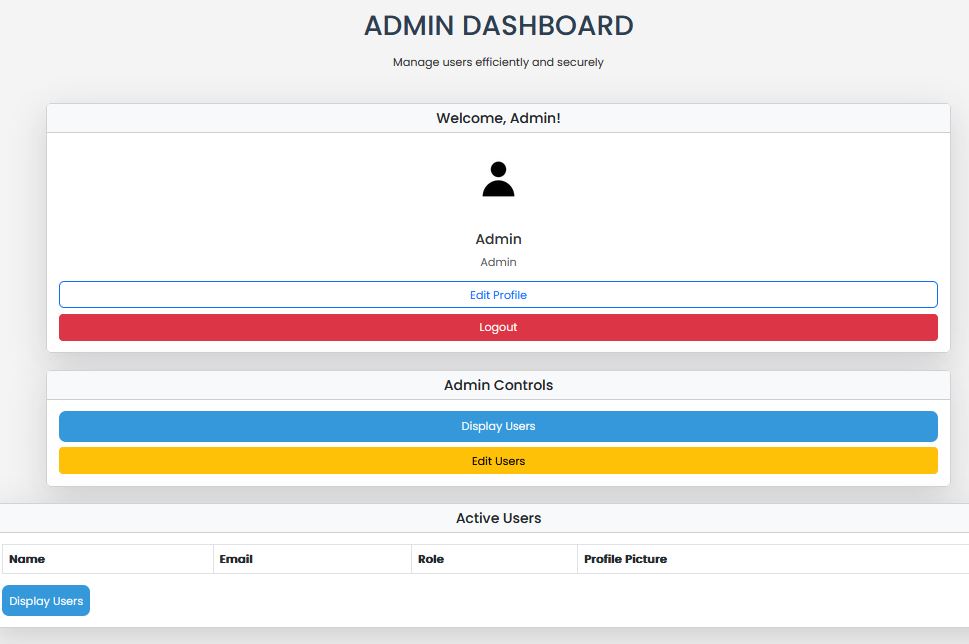 ADMIN DASHBOARD
Manage users efficiently and securely
Welcome, Admin!
Admin
Admin
Edit Profile
Logout
Admin Controls
Display Users
Edit Users
Active Users
Name Email Role Profile Picture
Display Users